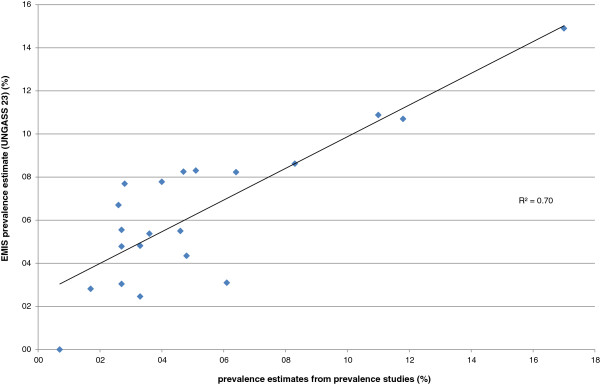 16
14
12
10
08
06
04
02
00
EMIS prevalence estimate (UNGASS 23) (%)
R² = 0.70
00 02 04 06 08 10 12 14 16 18
prevalence estimates from prevalence studies (%)